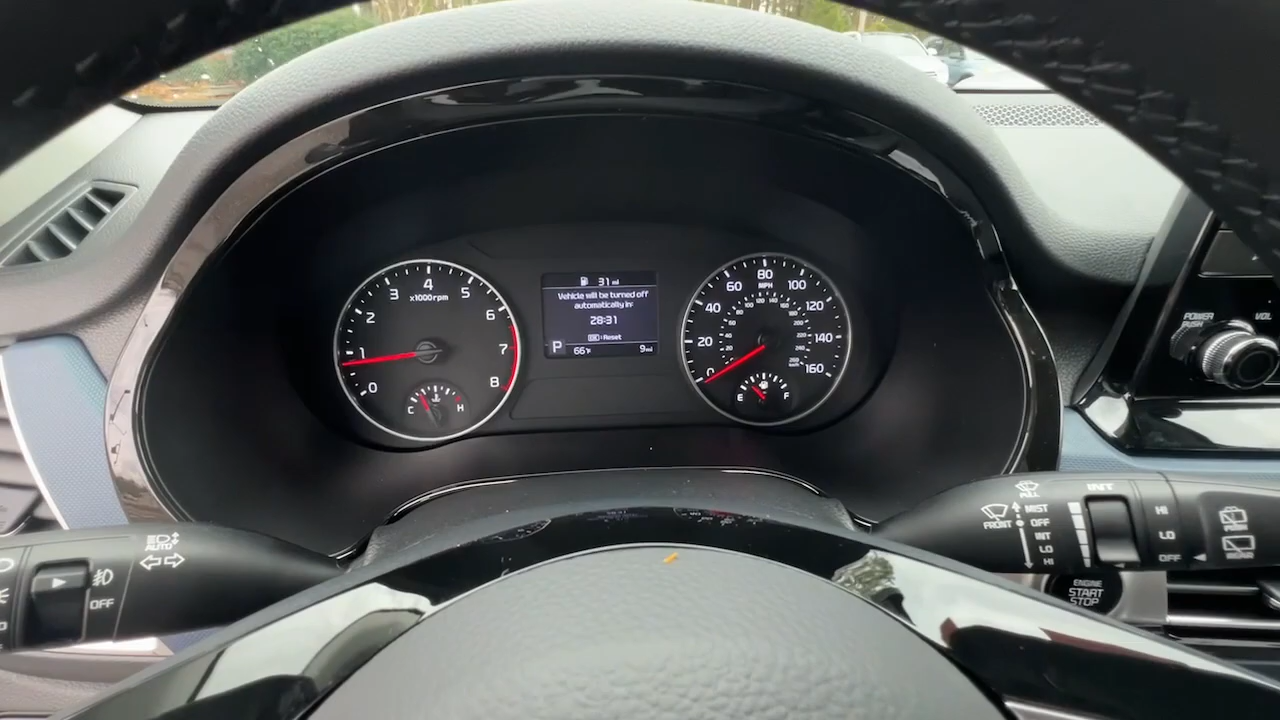 4
3
5
x1000rpm
2
6
1
7
0
8
C
H
31 mi
Vehicle will be turned off
automatically in:
28:31
OK : Reset
P
66°F
9 mi
80
60
MPH
100
40
120
20
140
0
160
E
F
POWER
PUSH
VOL
AUTO
OFF
PULL
INT
FRONT
MIST
OFF
INT
LO
HI
HI
LO
OFF
ENGINE
START
STOP